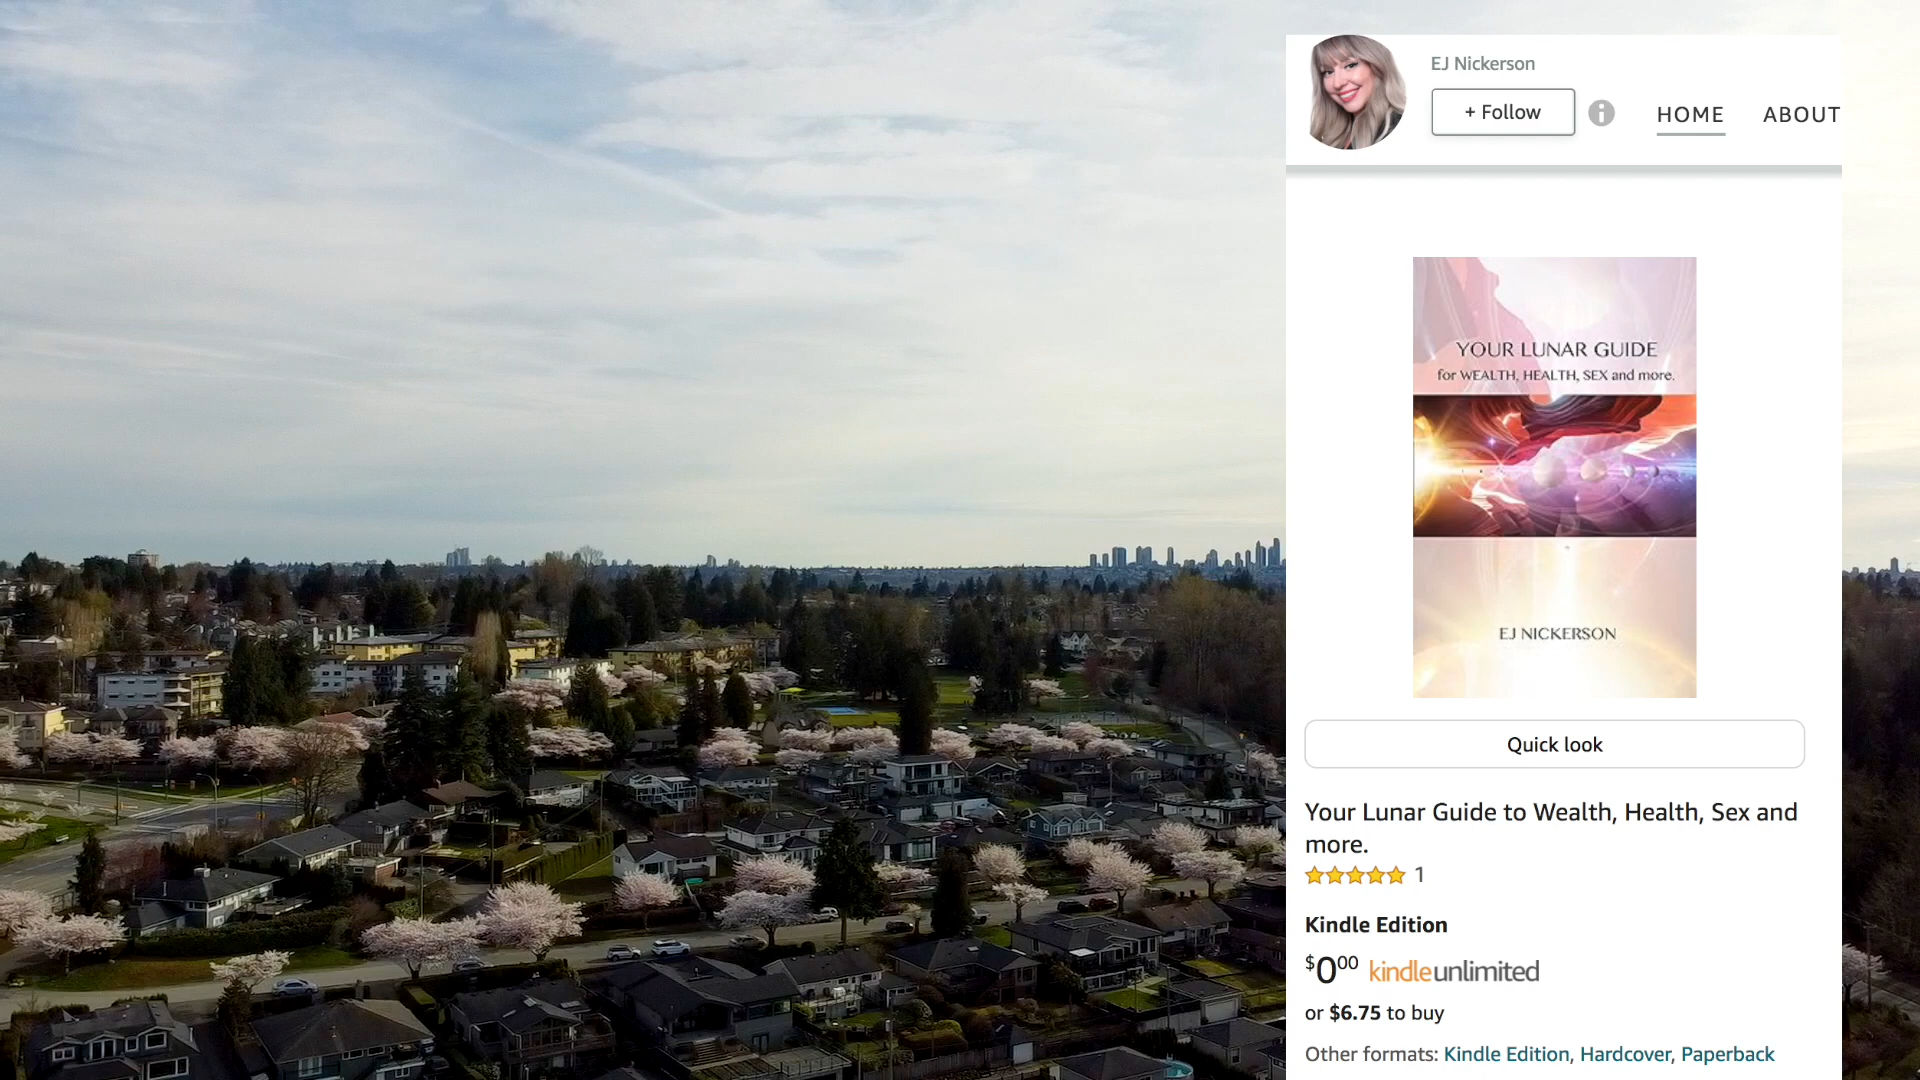 EJ Nickerson
+ Follow
HOME
ABOUT
YOUR LUNAR GUIDE
for WEALTH, HEALTH, SEX and more.
EJ NICKERSON
Quick look
Your Lunar Guide to Wealth, Health, Sex and
more.
1
Kindle Edition
$0⁰⁰ kindleunlimited
or $6.75 to buy
Other formats: Kindle Edition, Hardcover, Paperback